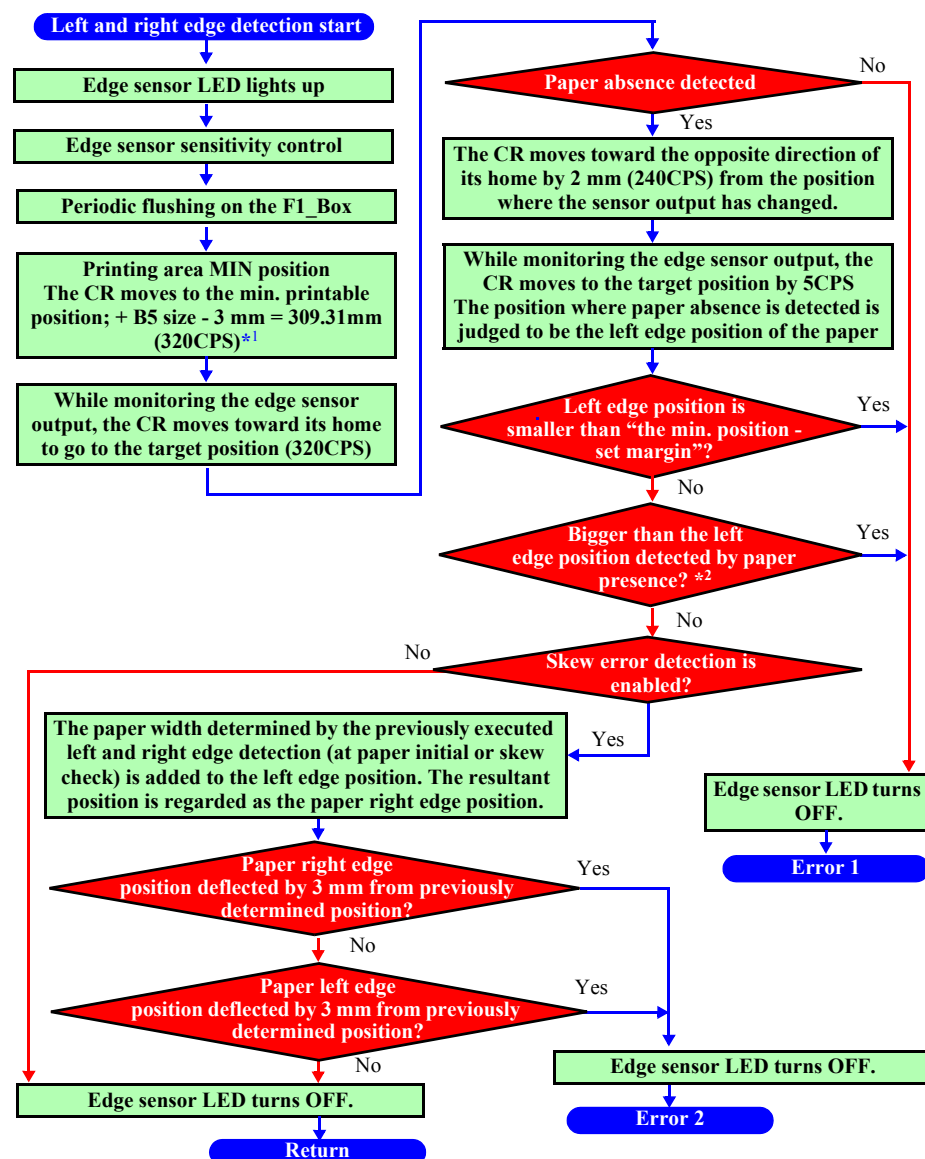 Left and right edge detection start
Edge sensor LED lights up
Edge sensor sensitivity control
Periodic flushing on the F1_Box
Printing area MIN position
The CR moves to the min. printable
position; + B5 size - 3 mm = 309.31mm
(320CPS)*1
While monitoring the edge sensor
output, the CR moves toward its home
to go to the target position (320CPS)
Paper absence detected
No
Yes
The CR moves toward the opposite direction of
its home by 2 mm (240CPS) from the position
where the sensor output has changed.
While monitoring the edge sensor output, the
CR moves to the target position by 5CPS
The position where paper absence is detected is
judged to be the left edge position of the paper
Left edge position is
smaller than “the min. position -
set margin”?
Yes
No
Bigger than the left
edge position detected by paper
presence? *2
Yes
No
Skew error detection is
enabled?
No
Yes
The paper width determined by the previously executed
left and right edge detection (at paper initial or skew
check) is added to the left edge position. The resultant
position is regarded as the paper right edge position.
Edge sensor LED turns
OFF.
Error 1
Paper right edge
position deflected by 3 mm from previously
determined position?
Yes
No
Paper left edge
position deflected by 3 mm from previously
determined position?
Yes
No
Edge sensor LED turns OFF.
Error 2
Edge sensor LED turns OFF.
Return